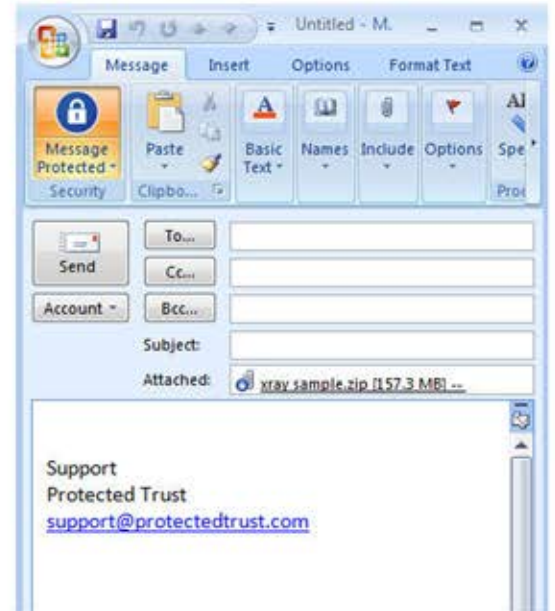 Untitled - M.
Message Insert Options Format Text
Message Protected
Paste
Basic Text
Names
Include
Options
Spe
Security
Clipbo...
To...
Send
Cc...
Account
Bcc...
Subject:
Attached: xray sample.zip [157.3 MB] --
Support
Protected Trust
support@protectedtrust.com